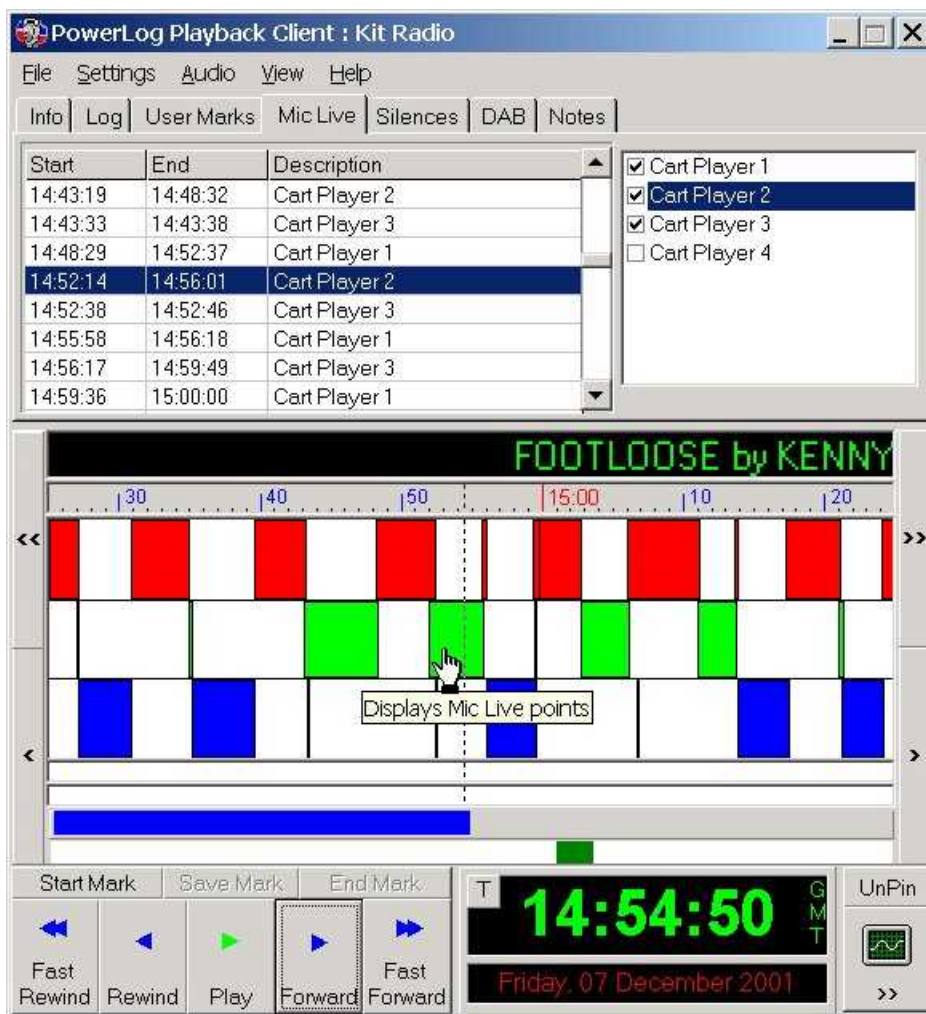 PowerLog Playback Client : Kit Radio
File Settings Audio View Help
Info Log User Marks Mic Live Silences DAB Notes
Start End Description
14:43:19 14:48:32 Cart Player 2
14:43:33 14:43:38 Cart Player 3
14:48:29 14:52:37 Cart Player 1
14:52:14 14:56:01 Cart Player 2
14:52:38 14:52:46 Cart Player 3
14:55:58 14:56:18 Cart Player 1
14:56:17 14:59:49 Cart Player 3
14:59:36 15:00:00 Cart Player 1
Cart Player 1
Cart Player 2
Cart Player 3
Cart Player 4
FOOTLOOSE by KENNY
30 40 50 15:00 10 20
<< >>
Displays Mic Live points
< >
Start Mark Save Mark End Mark
Fast Rewind
Rewind
Play
Forward
Fast Forward
T
14:54:50 GMT
Friday, 07 December 2001
UnPin
>>